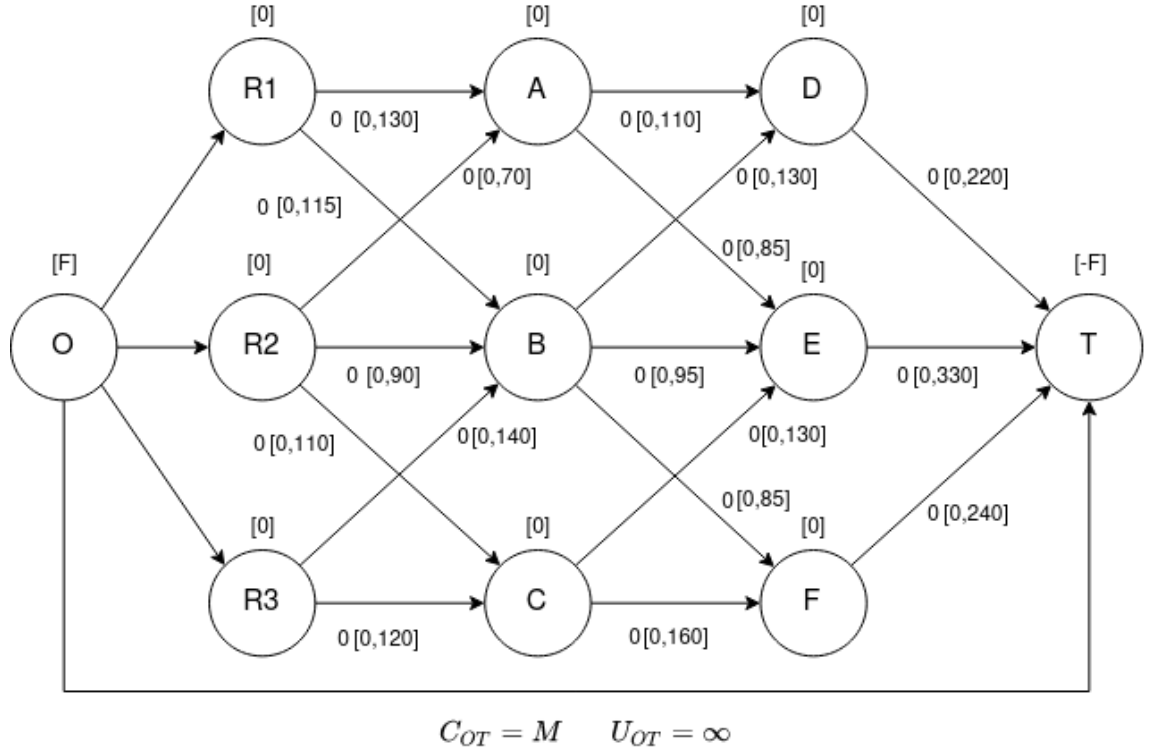 [0] [0] [0]
R1 A D
0 [0,130] 0 [0,110]
0[0,70] 0[0,130] 0[0,220]
0 [0,115]
0[0,85]
[F] [0] [0] [0] [-F]
O R2 B E T
0 [0,90] 0 [0,95] 0[0,330]
0[0,110] 0[0,140] 0[0,130]
0[0,85] 0[0,240]
[0] [0] [0]
R3 C F
0[0,120] 0[0,160]
C_{OT} = M U_{OT} = ∞